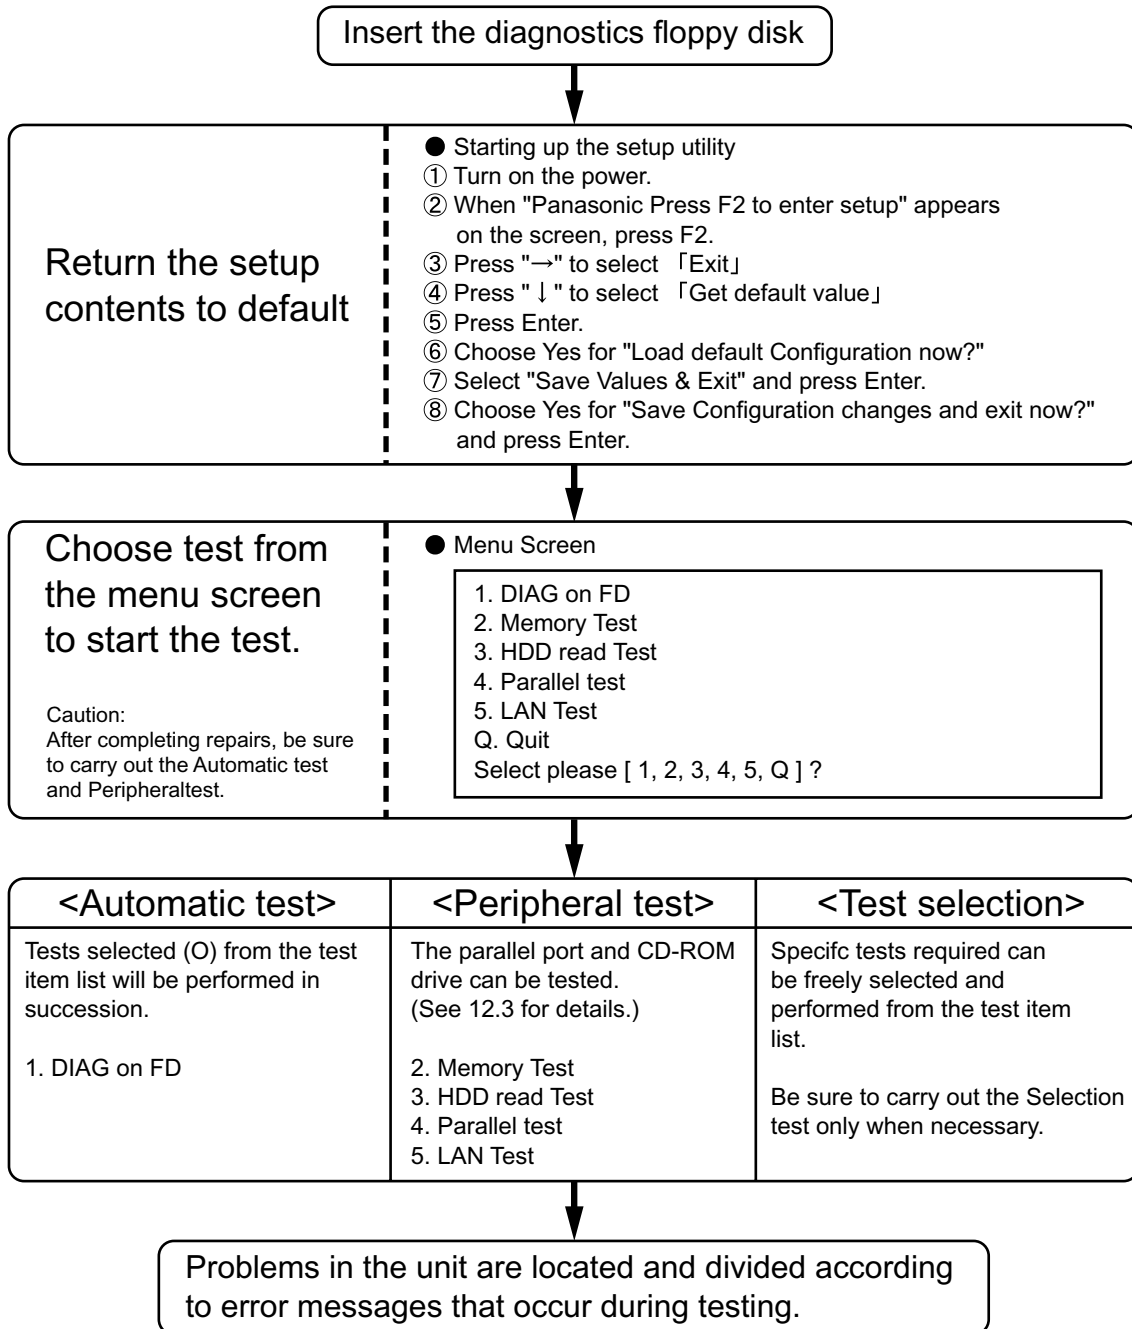 Insert the diagnostics floppy disk
Return the setup
contents to default
● Starting up the setup utility
① Turn on the power.
② When "Panasonic Press F2 to enter setup" appears
on the screen, press F2.
③ Press "→" to select 「Exit」
④ Press "↓" to select 「Get default value」
⑤ Press Enter.
⑥ Choose Yes for "Load default Configuration now?"
⑦ Select "Save Values & Exit" and press Enter.
⑧ Choose Yes for "Save Configuration changes and exit now?"
and press Enter.
Choose test from
the menu screen
to start the test.
Caution:
After completing repairs, be sure
to carry out the Automatic test
and Peripheraltest.
● Menu Screen
1. DIAG on FD
2. Memory Test
3. HDD read Test
4. Parallel test
5. LAN Test
Q. Quit
Select please [ 1, 2, 3, 4, 5, Q ] ?
<Automatic test>
Tests selected (O) from the test
item list will be performed in
succession.
1. DIAG on FD
<Peripheral test>
The parallel port and CD-ROM
drive can be tested.
(See 12.3 for details.)
2. Memory Test
3. HDD read Test
4. Parallel test
5. LAN Test
<Test selection>
Specifc tests required can
be freely selected and
performed from the test item
list.
Be sure to carry out the Selection
test only when necessary.
Problems in the unit are located and divided according
to error messages that occur during testing.